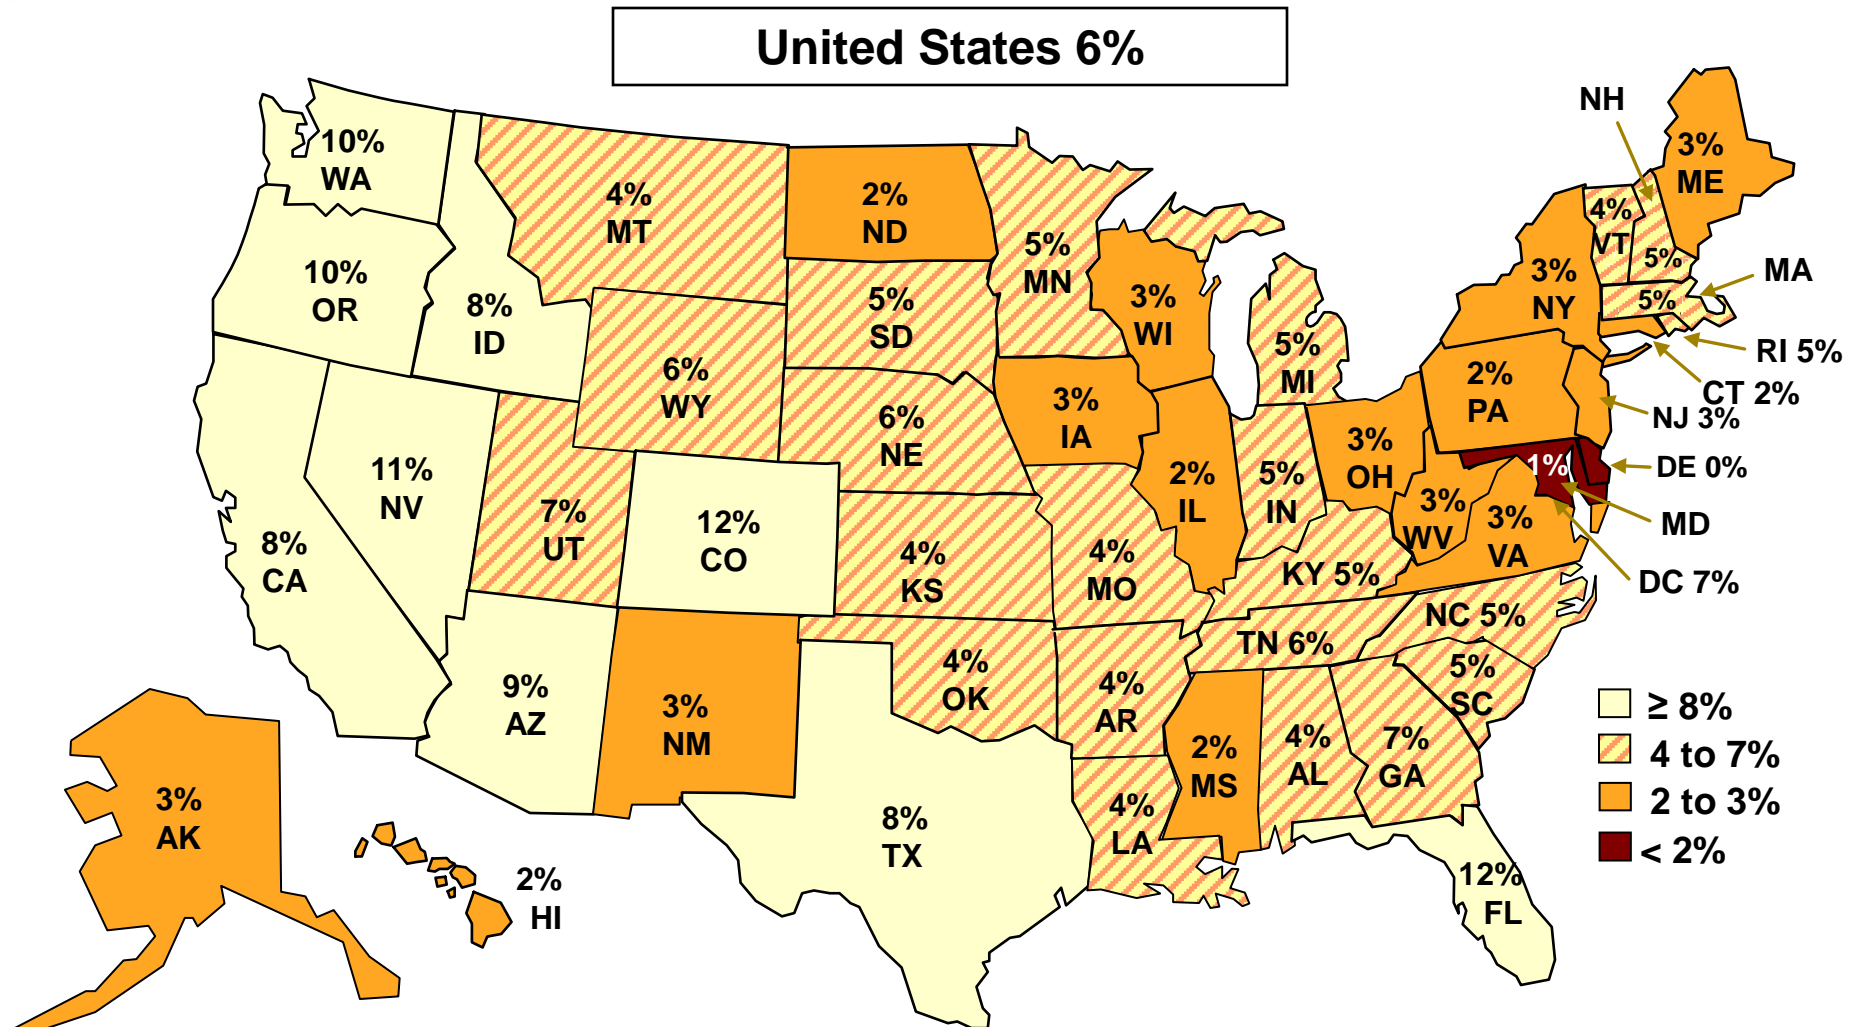 United States 6%
NH
3%
ME
10%
WA
4%
MT
2%
ND
4%
VT
5%
MN
5%
MA
10%
OR
3%
NY
5%
8%
ID
5%
SD
3%
WI
5%
MI
RI 5%
6%
WY
2%
PA
CT 2%
3%
IA
6%
NE
NJ 3%
3%
OH
11%
NV
2%
IL
5%
IN
1%
DE 0%
3%
WV
3%
VA
MD
7%
UT
12%
CO
8%
CA
4%
KS
4%
MO
KY 5%
DC 7%
NC 5%
TN 6%
9%
AZ
3%
NM
4%
OK
4%
AR
5%
SC
2%
MS
4%
AL
7%
GA
≥ 8%
4 to 7%
2 to 3%
< 2%
3%
AK
2%
HI
8%
TX
4%
LA
12%
FL